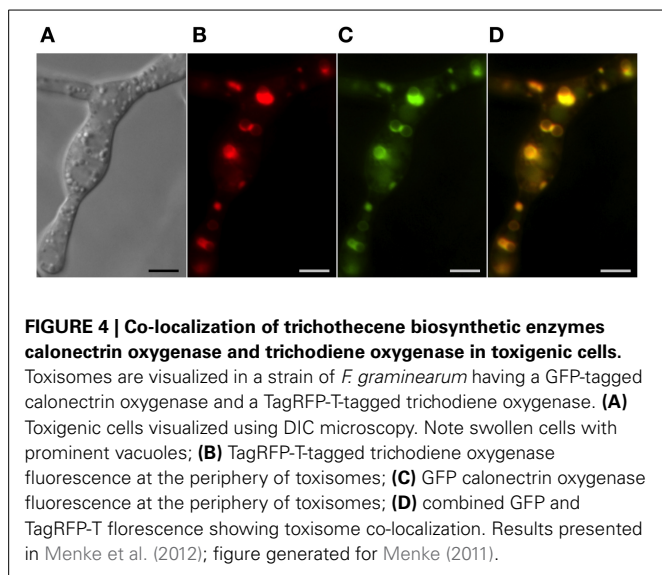 A B C D
FIGURE 4 | Co-localization of trichothecene biosynthetic enzymes
calonectrin oxygenase and trichodiene oxygenase in toxigenic cells.
Toxisomes are visualized in a strain of F. graminearum having a GFP-tagged
calonectrin oxygenase and a TagRFP-T-tagged trichodiene oxygenase. (A)
Toxigenic cells visualized using DIC microscopy. Note swollen cells with
prominent vacuoles; (B) TagRFP-T-tagged trichodiene oxygenase
fluorescence at the periphery of toxisomes; (C) GFP calonectrin oxygenase
fluorescence at the periphery of toxisomes; (D) combined GFP and
TagRFP-T florescence showing toxisome co-localization. Results presented
in Menke et al. (2012); figure generated for Menke (2011).